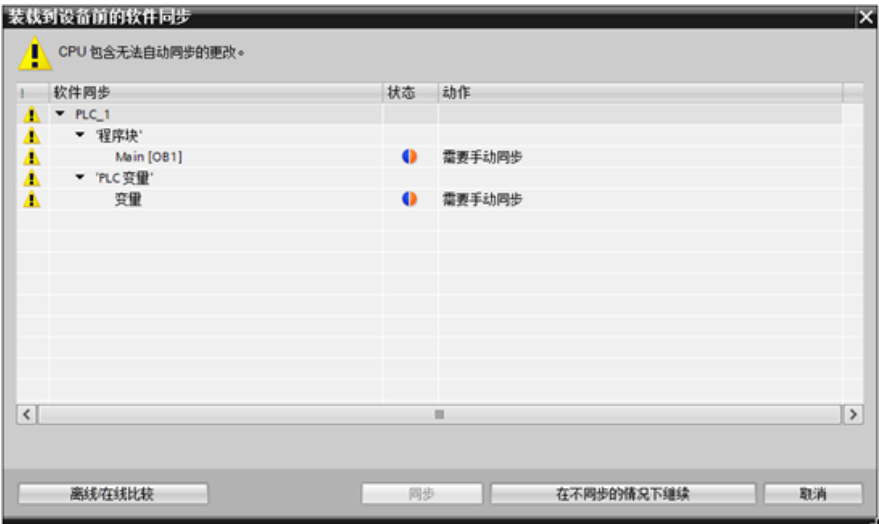 装载到设备前的软件同步
CPU 包含无法自动同步的更改。
! 软件同步 状态 动作
PLC_1
'程序块'
Main [OB1] 需要手动同步
'PLC 变量'
变量 需要手动同步
离线/在线比较 同步 在不同步的情况下继续 取消